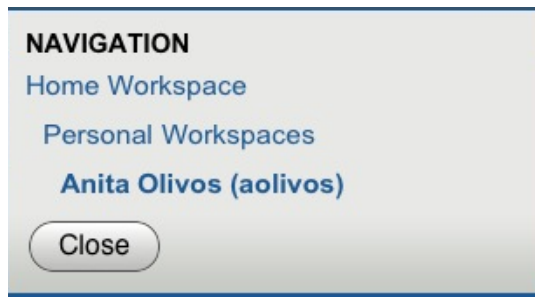 NAVIGATION
Home Workspace
Personal Workspaces
Anita Olivos (aolivos)
Close